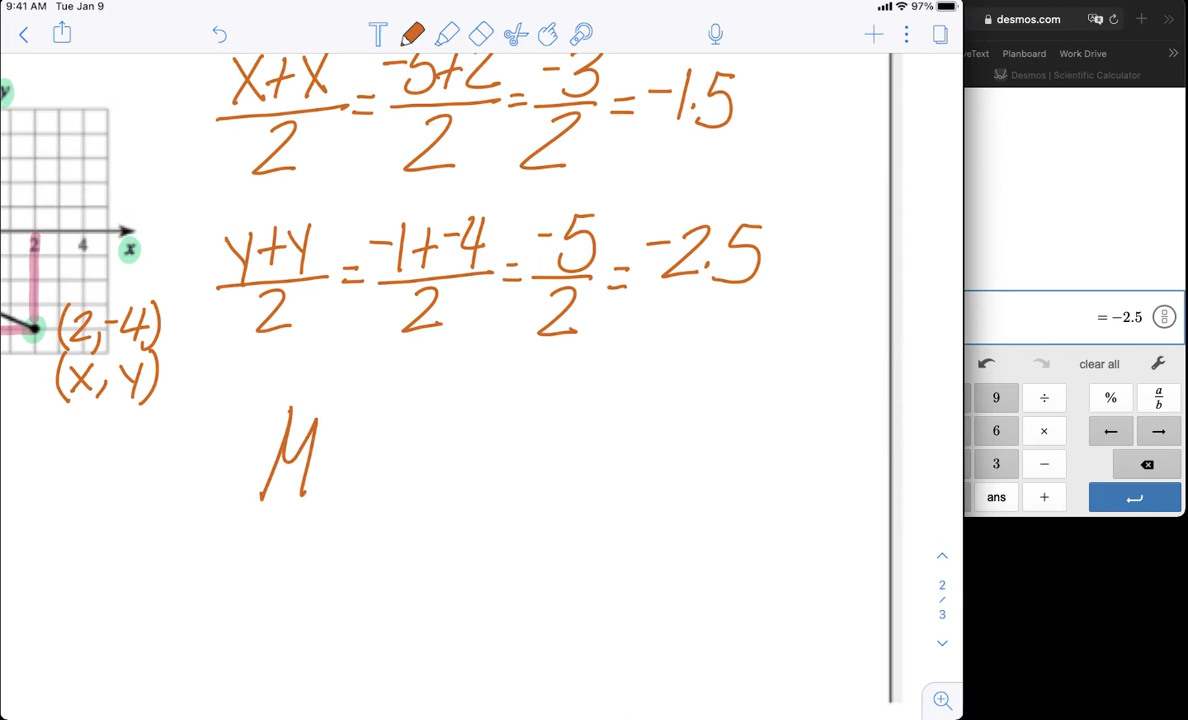 9:41 AM Tue Jan 9
97%
desmos.com
veText Planboard Work Drive
Desmos | Scientific Calculator
y
x+x/2 = -5+2/2 = -3/2 = -1.5
y+y/2 = -1+-4/2 = -5/2 = -2.5
2 4 x
(2,-4)
(x, y)
M
= −2.5
clear all
9 ÷ % a/b
6 × ← →
3 −
ans +
2
/
3